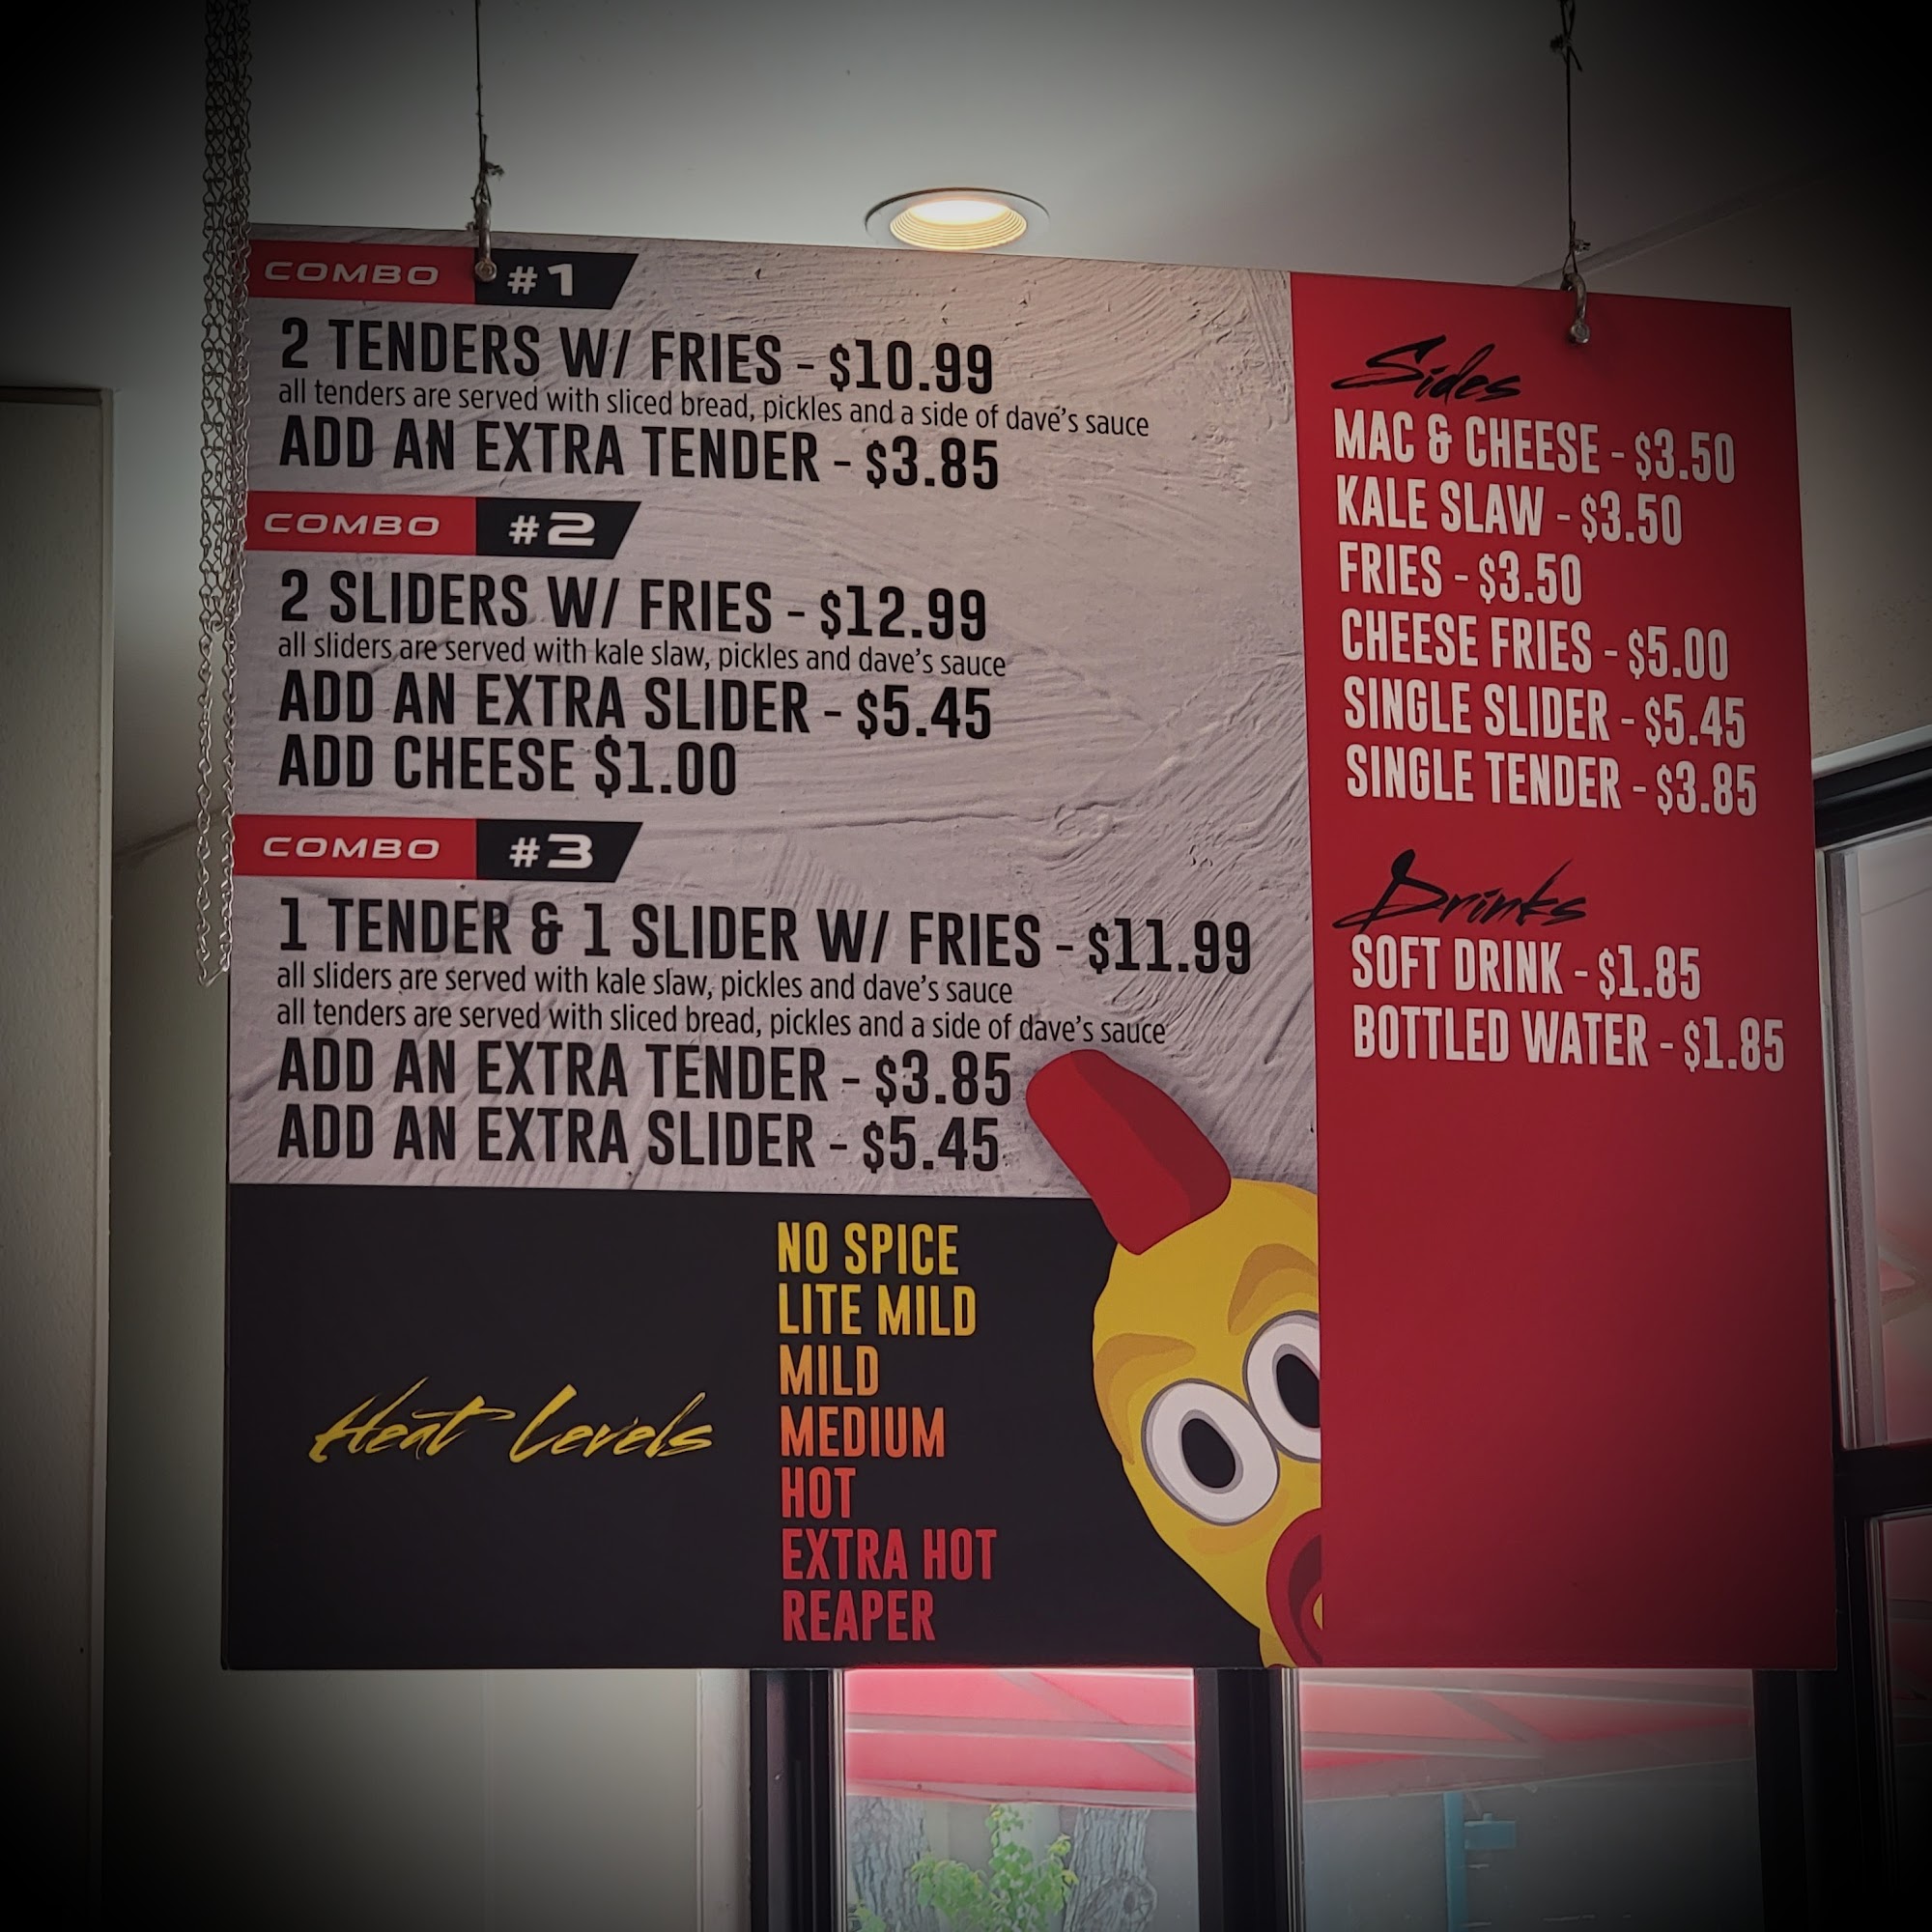 COMBO #1
2 TENDERS W/ FRIES - $10.99
all tenders are served with sliced bread, pickles and a side of dave's sauce
ADD AN EXTRA TENDER - $3.85
COMBO #2
2 SLIDERS W/ FRIES - $12.99
all sliders are served with kale slaw, pickles and dave's sauce
ADD AN EXTRA SLIDER - $5.45
ADD CHEESE $1.00
COMBO #3
1 TENDER & 1 SLIDER W/ FRIES - $11.99
all sliders are served with kale slaw, pickles and dave's sauce
all tenders are served with sliced bread, pickles and a side of dave's sauce
ADD AN EXTRA TENDER - $3.85
ADD AN EXTRA SLIDER - $5.45
Heat Levels
NO SPICE
LITE MILD
MILD
MEDIUM
HOT
EXTRA HOT
REAPER
Sides
MAC & CHEESE - $3.50
KALE SLAW - $3.50
FRIES - $3.50
CHEESE FRIES - $5.00
SINGLE SLIDER - $5.45
SINGLE TENDER - $3.85
Drinks
SOFT DRINK - $1.85
BOTTLED WATER - $1.85